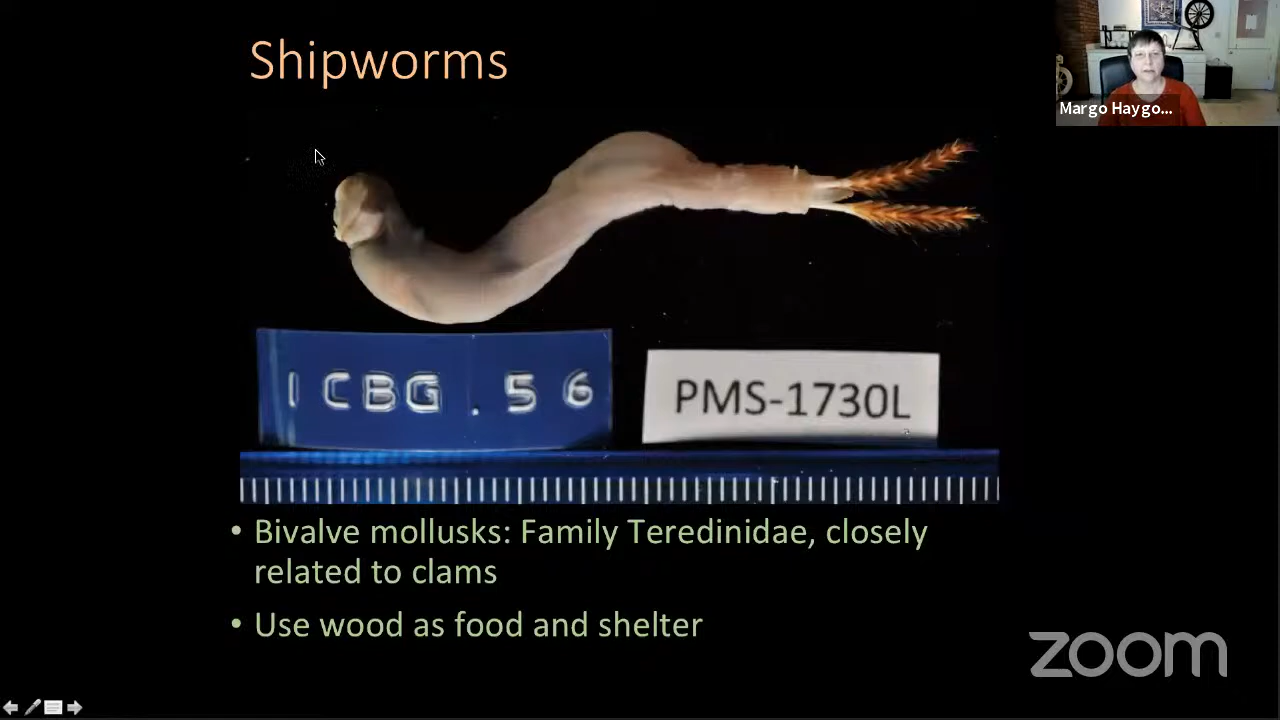 Shipworms
Margo Haygo...
ICBG.56
PMS-1730L
• Bivalve mollusks: Family Teredinidae, closely
related to clams
• Use wood as food and shelter
zoom